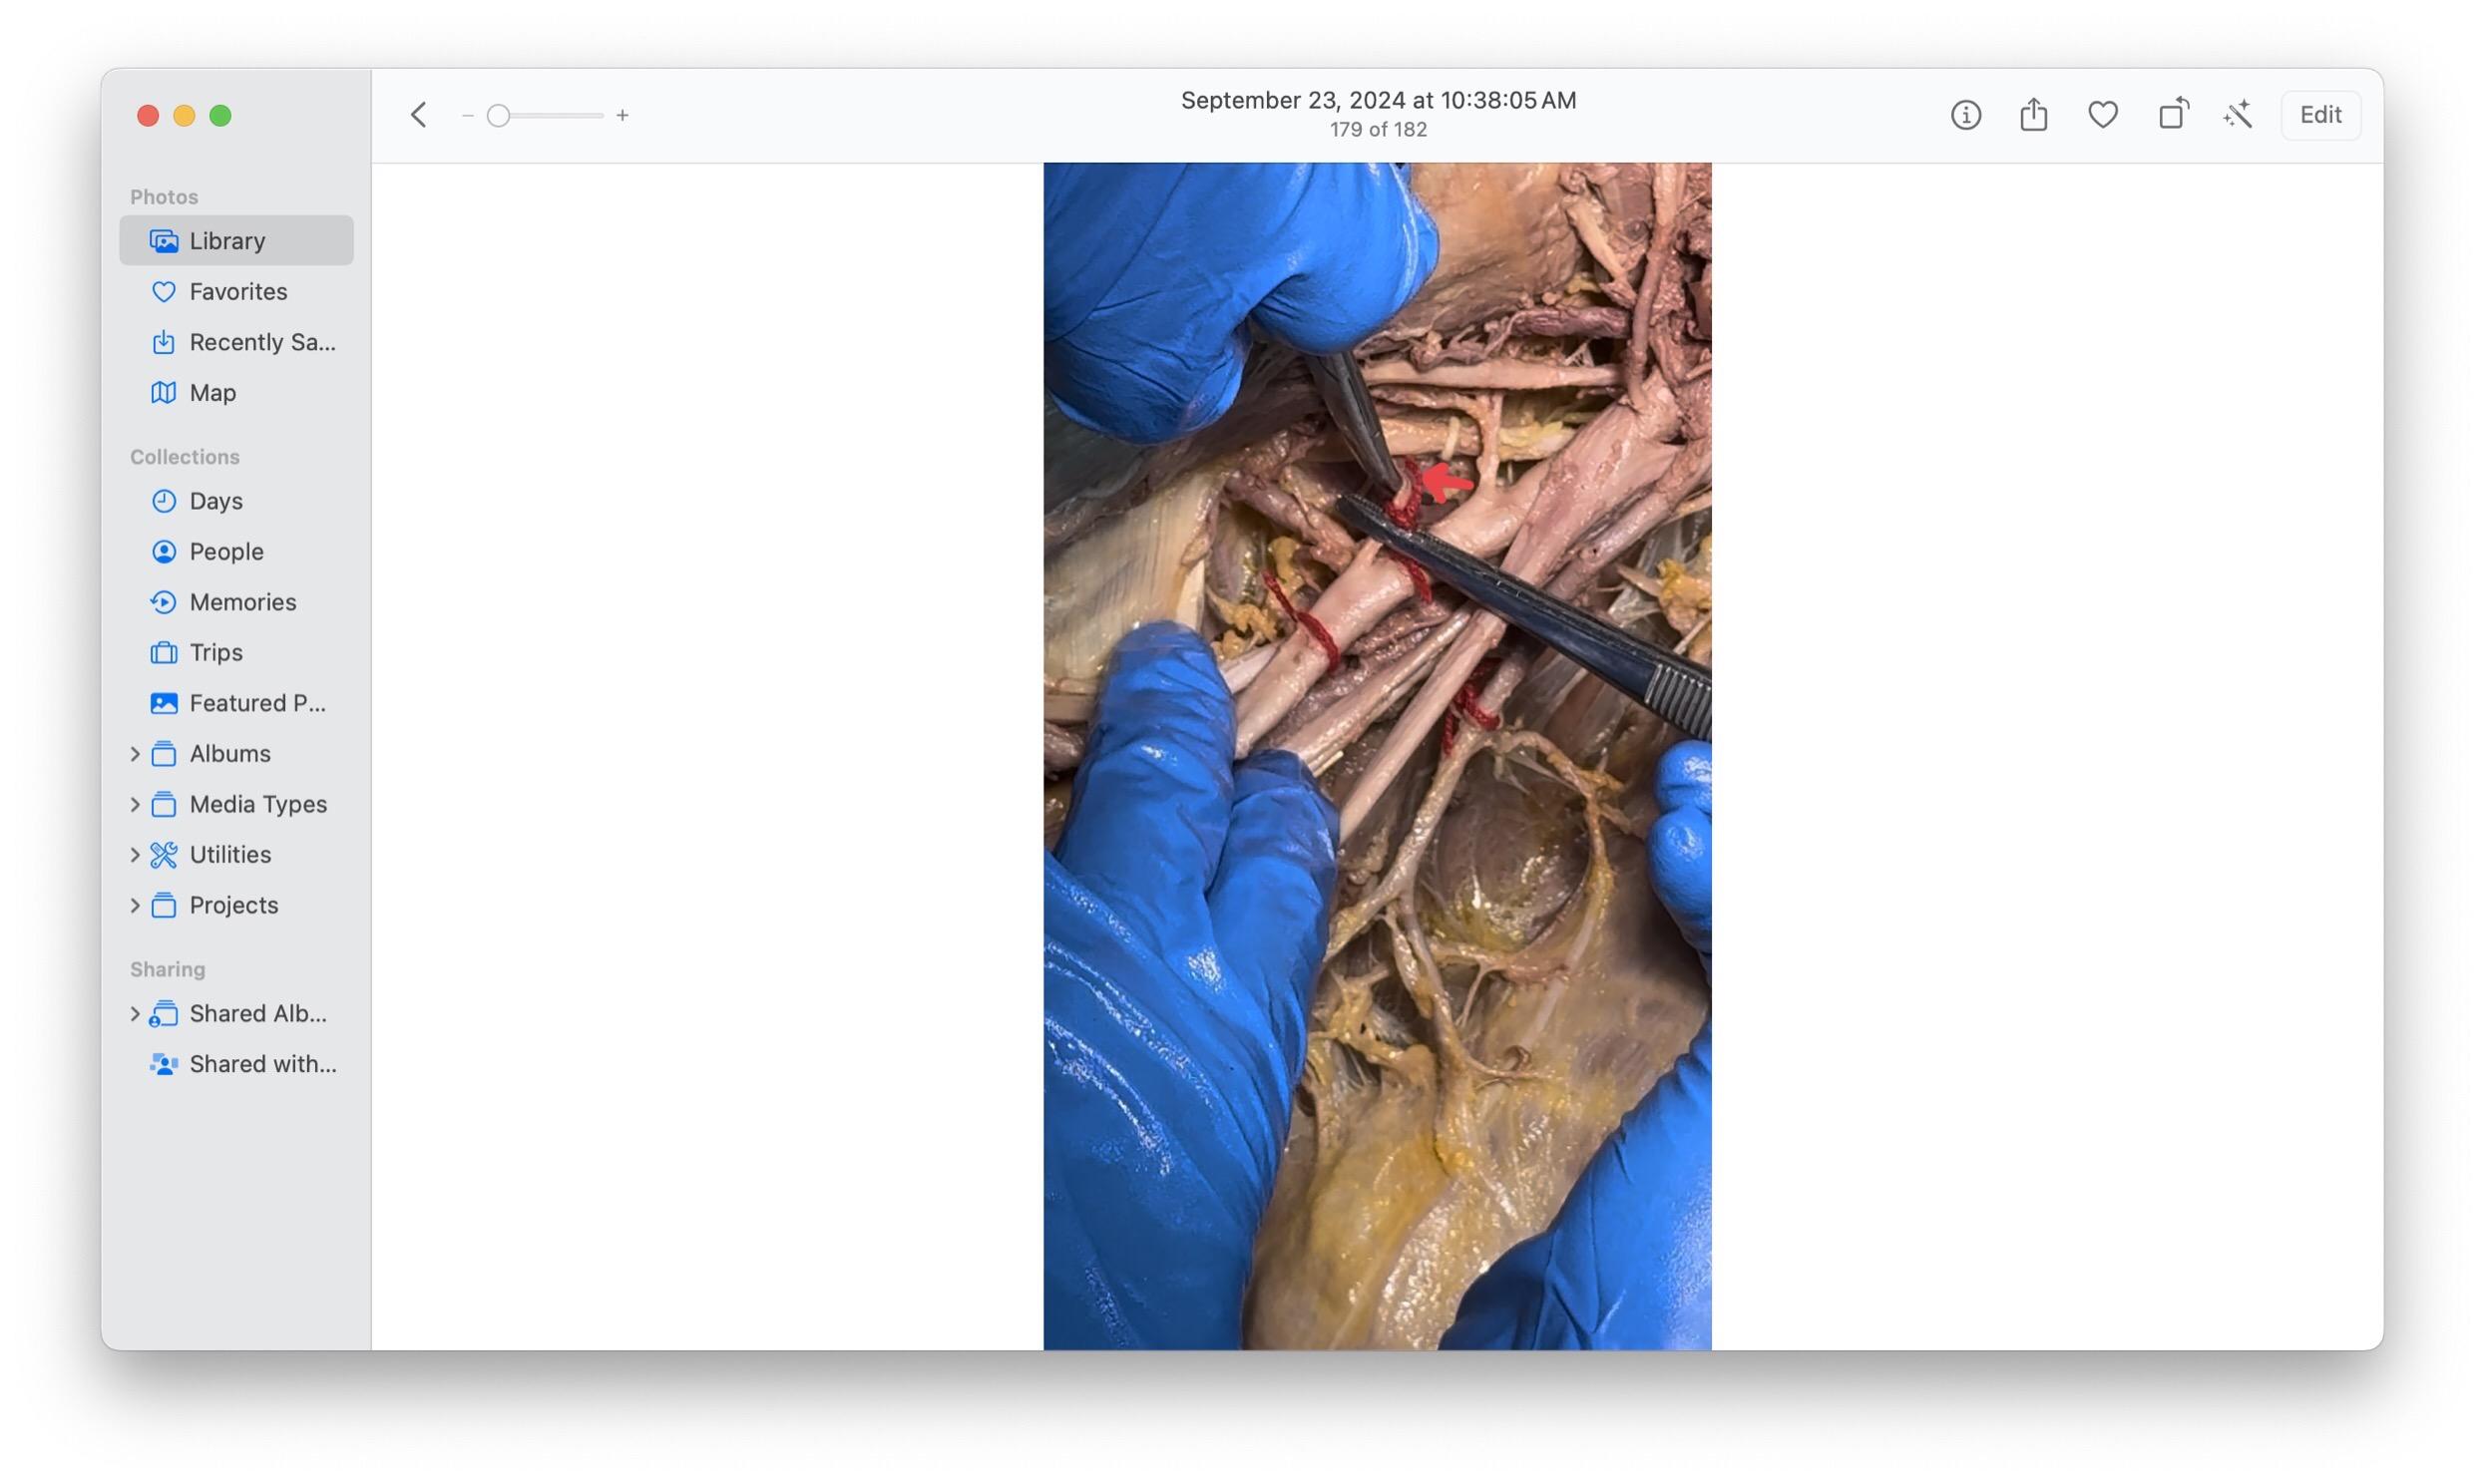 September 23, 2024 at 10:38:05 AM
179 of 182
Edit
Photos
Library
Favorites
Recently Sa...
Map
Collections
Days
People
Memories
Trips
Featured P...
Albums
Media Types
Utilities
Projects
Sharing
Shared Alb...
Shared with...